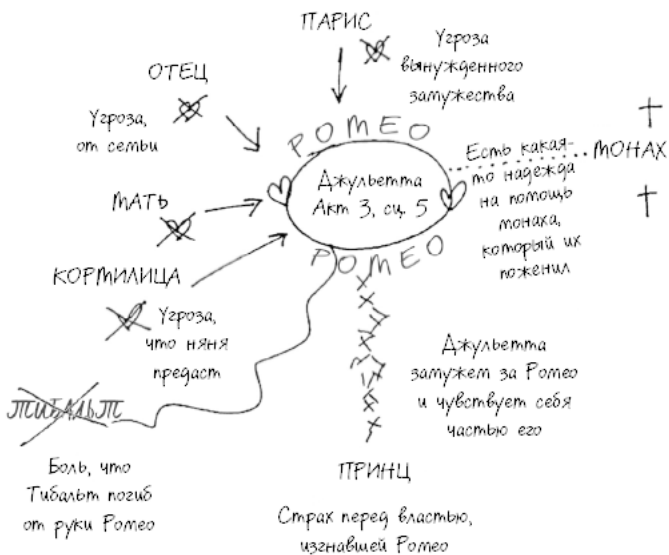 ПАРИС
Угроза
вынужденного
замужества
ОТЕЦ
Угроза,
от семьи
РОМЕО
Есть какая-
то надежда
на помощь
монаха,
который их
поженил
МОНАХ
Джульетта
Акт 3, сц. 5
МАТЬ
РОМЕО
КОРМИЛИЦА
Угроза,
что няня
предаст
Джульетта
замужем за Ромео
и чувствует себя
частью его
ТИБАЛЬТ
Боль, что
Тибальт погиб
от руки Ромео
ПРИНЦ
Страх перед властью,
изгнавшей Ромео